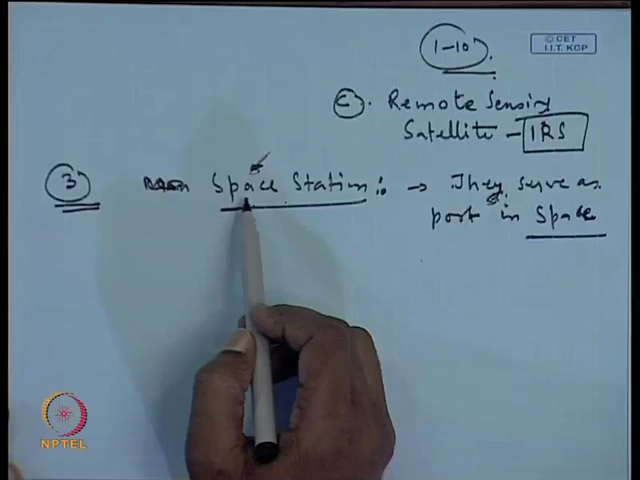 1-10
© CET
I.I.T. KGP
E. Remote Sensing
Satellite - IRS
3 Space Station : → They serve as
port in Space
NPTEL